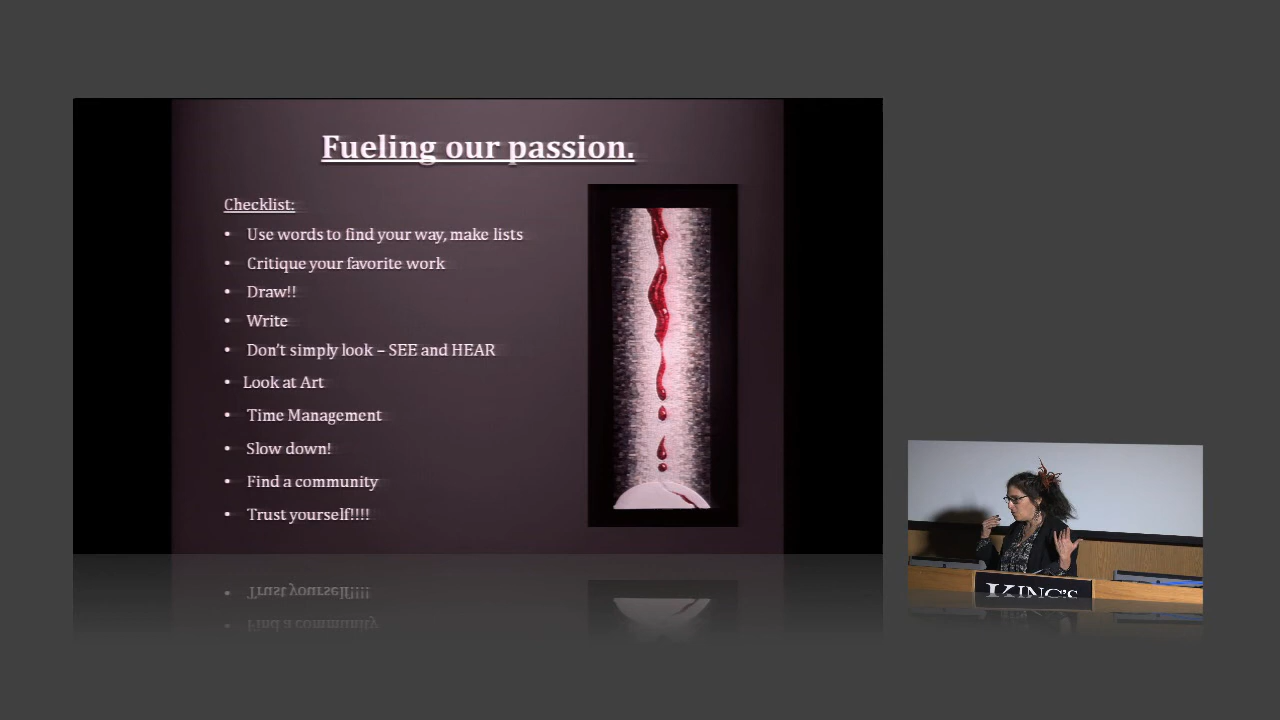 Fueling our passion.
Checklist:
• Use words to find your way, make lists
• Critique your favorite work
• Draw!!
• Write
• Don't simply look – SEE and HEAR
• Look at Art
• Time Management
• Slow down!
• Find a community
• Trust yourself!!!!
KING'S